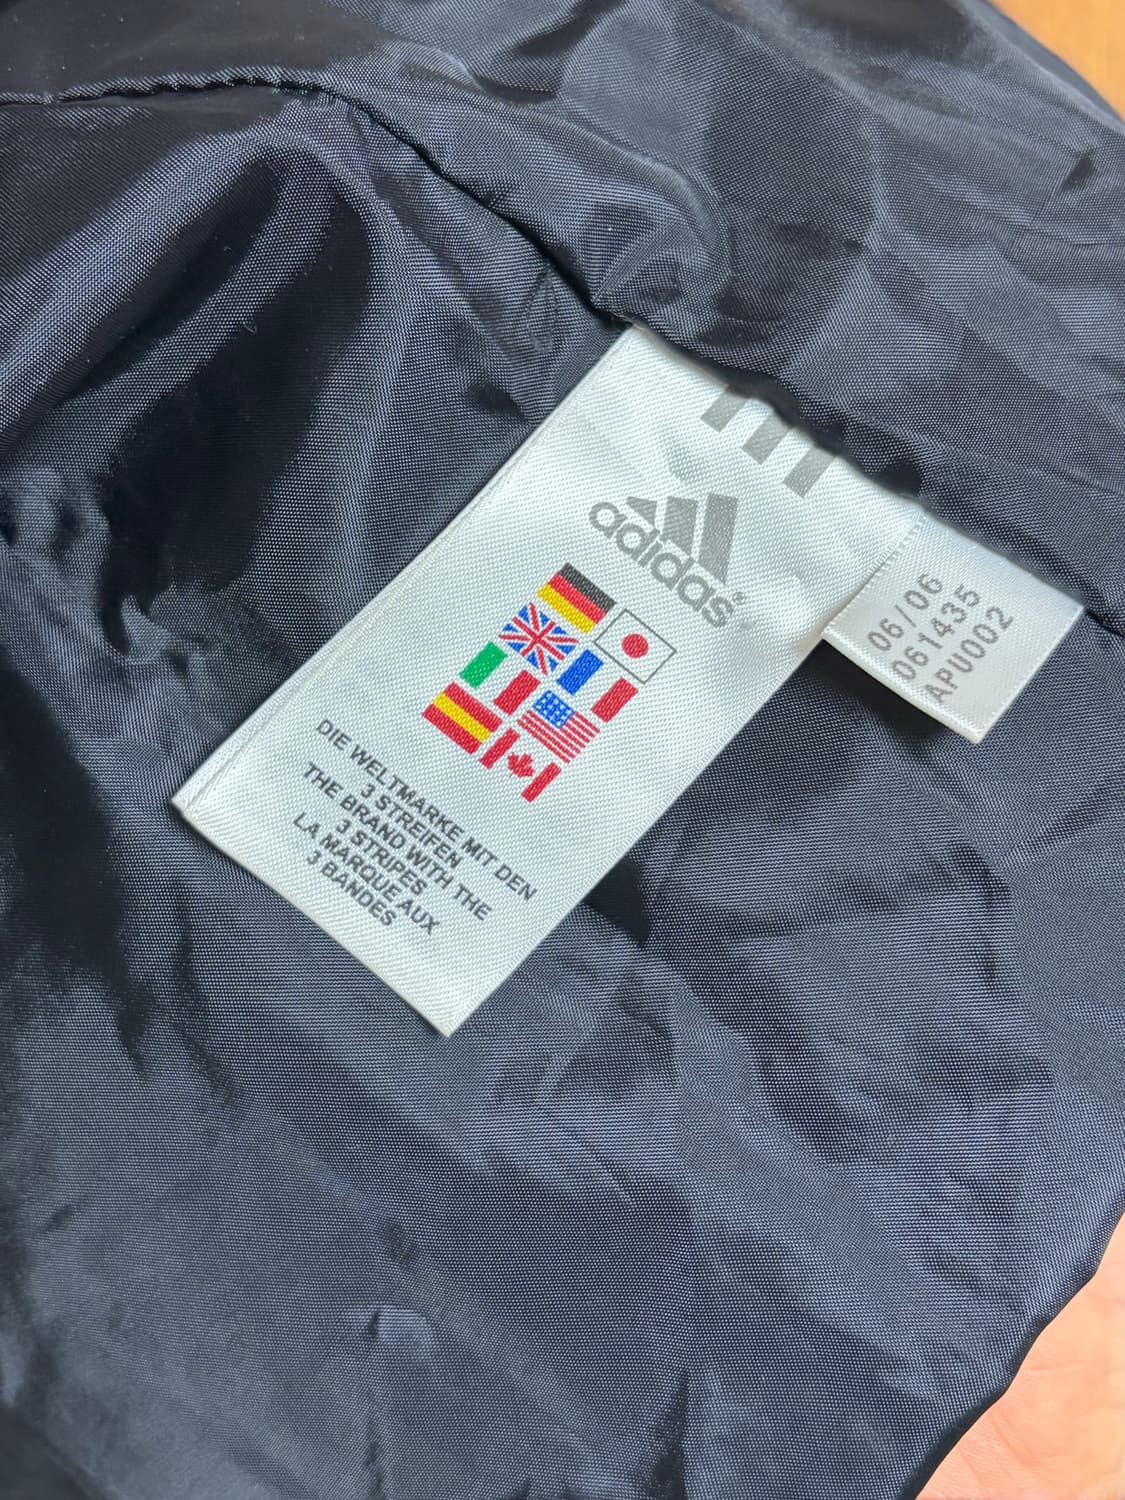 adidas®
DIE WELTMARKE MIT DEN
3 STREIFEN
THE BRAND WITH THE
3 STRIPES
LA MARQUE AUX
3 BANDES
06/06
061435
APU002